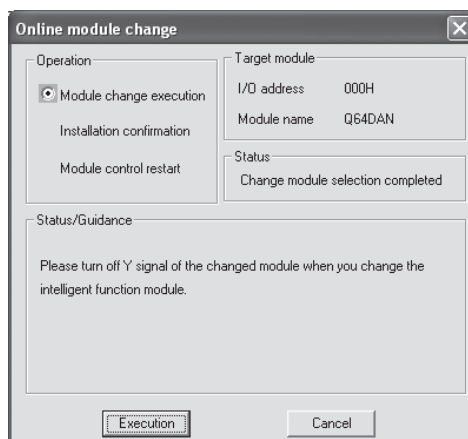 Online module change
Operation
Module change execution
Installation confirmation
Module control restart
Target module
I/O address 000H
Module name Q64DAN
Status
Change module selection completed
Status/Guidance
Please turn off Y signal of the changed module when you change the
intelligent function module.
Execution Cancel